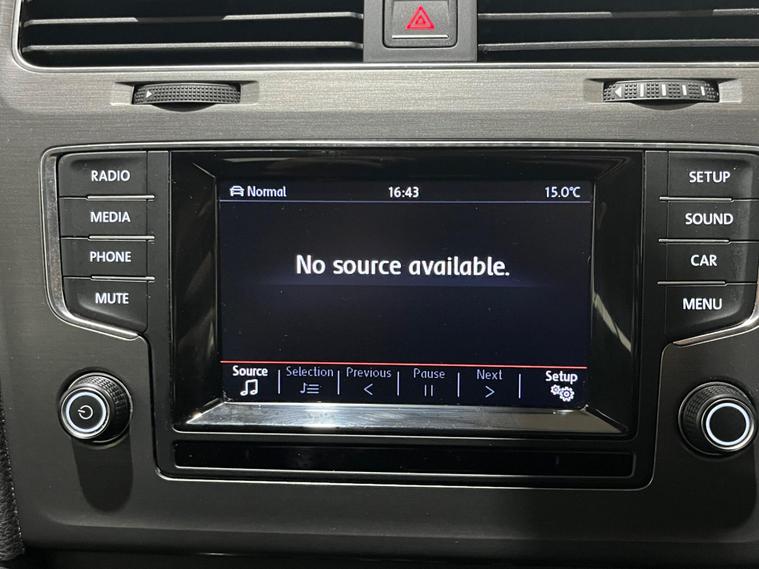 RADIO
MEDIA
PHONE
MUTE
Normal 16:43 15.0°C
No source available.
Source Selection Previous Pause Next Setup
SETUP
SOUND
CAR
MENU